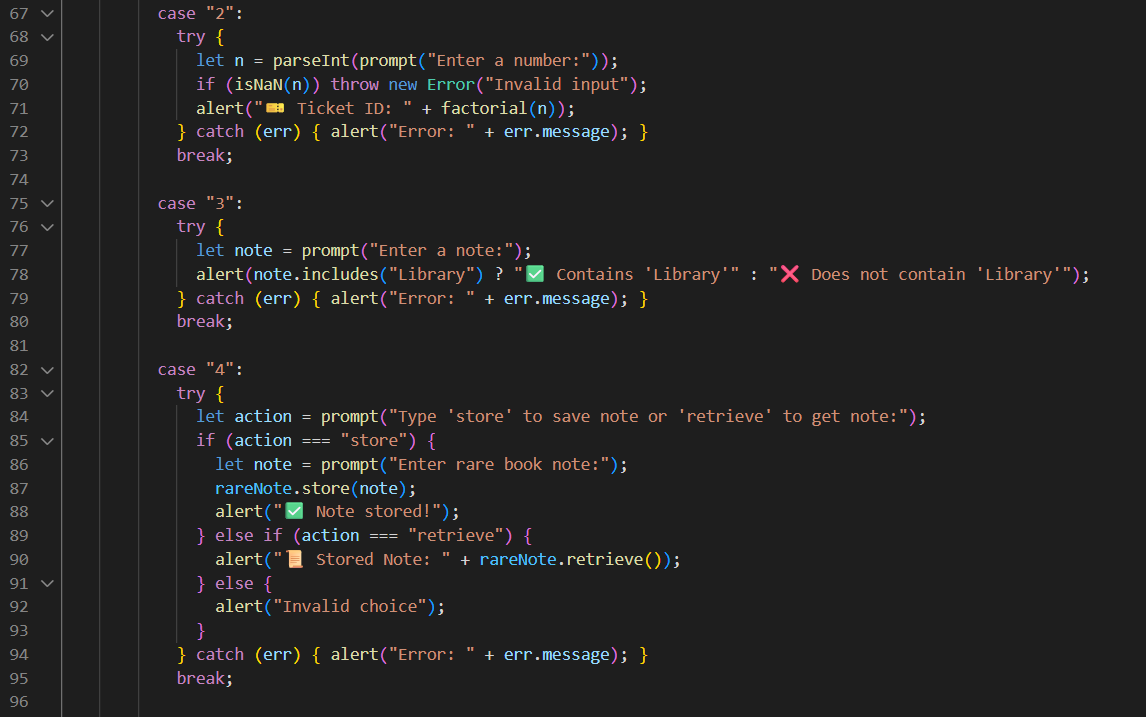 67 case "2":
68 try {
69 let n = parseInt(prompt("Enter a number:"));
70 if (isNaN(n)) throw new Error("Invalid input");
71 alert("🎫 Ticket ID: " + factorial(n));
72 } catch (err) { alert("Error: " + err.message); }
73 break;
74
75 case "3":
76 try {
77 let note = prompt("Enter a note:");
78 alert(note.includes("Library") ? "✅ Contains 'Library'" : "❌ Does not contain 'Library'");
79 } catch (err) { alert("Error: " + err.message); }
80 break;
81
82 case "4":
83 try {
84 let action = prompt("Type 'store' to save note or 'retrieve' to get note:");
85 if (action === "store") {
86 let note = prompt("Enter rare book note:");
87 rareNote.store(note);
88 alert("✅ Note stored!");
89 } else if (action === "retrieve") {
90 alert("📜 Stored Note: " + rareNote.retrieve());
91 } else {
92 alert("Invalid choice");
93 }
94 } catch (err) { alert("Error: " + err.message); }
95 break;
96